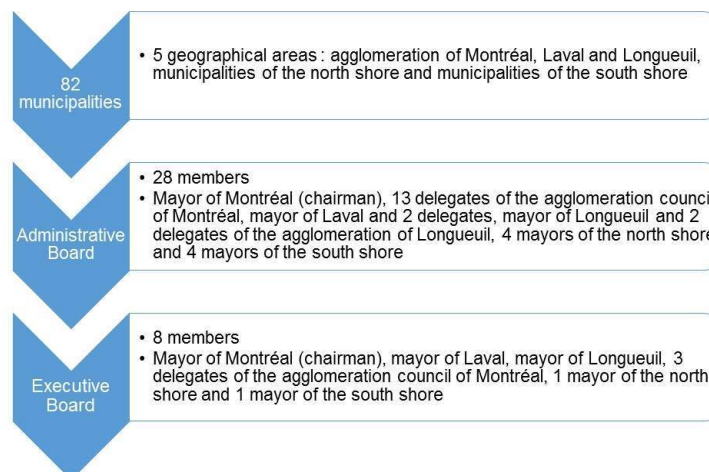 82
municipalities
• 5 geographical areas : agglomeration of Montréal, Laval and Longueuil,
municipalities of the north shore and municipalities of the south shore
Administrative
Board
• 28 members
• Mayor of Montréal (chairman), 13 delegates of the agglomeration counci
of Montréal, mayor of Laval and 2 delegates, mayor of Longueuil and 2
delegates of the agglomeration of Longueuil, 4 mayors of the north shore
and 4 mayors of the south shore
Executive
Board
• 8 members
• Mayor of Montréal (chairman), mayor of Laval, mayor of Longueuil, 3
delegates of the agglomeration council of Montréal, 1 mayor of the north
shore and 1 mayor of the south shore